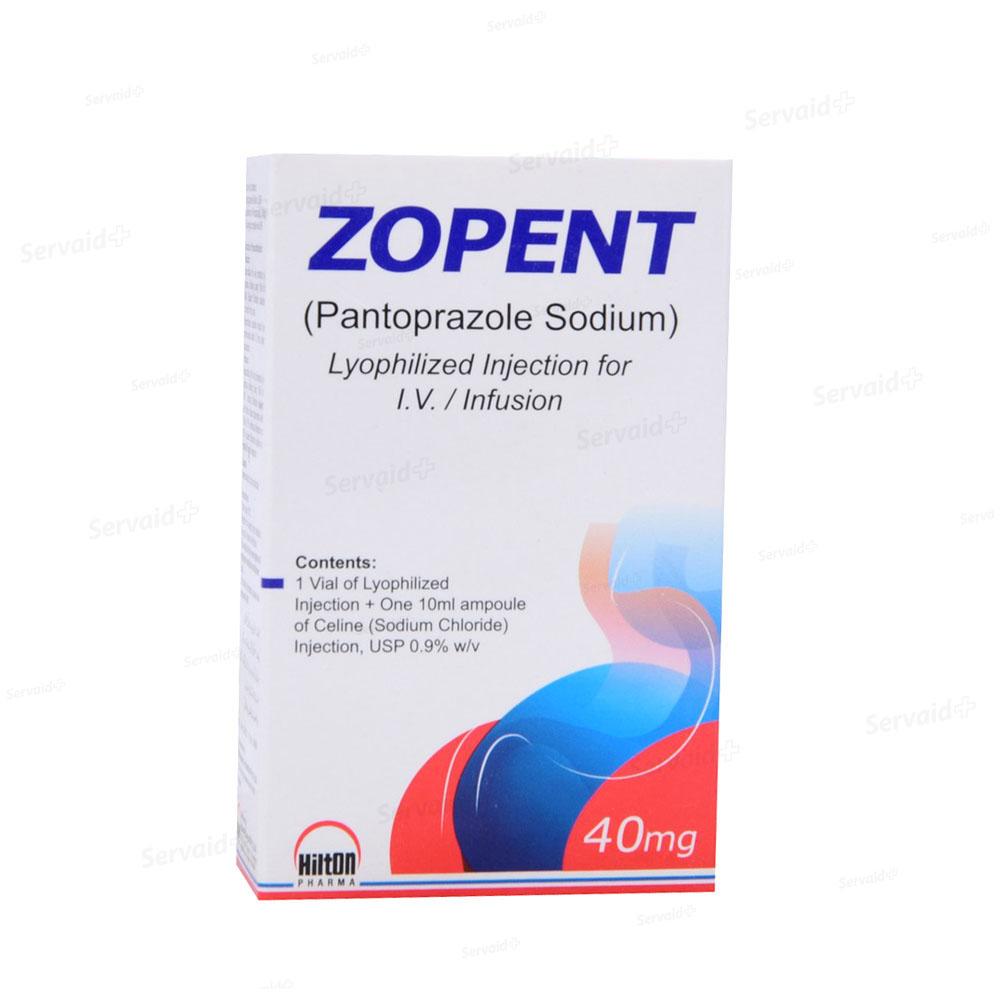 ZOPENT
(Pantoprazole Sodium)
Lyophilized Injection for
I.V. / Infusion
Contents:
1 Vial of Lyophilized
Injection + One 10ml ampoule
of Celine (Sodium Chloride)
Injection, USP 0.9% w/v
40mg
HiltOn
PHARMA
Servaid